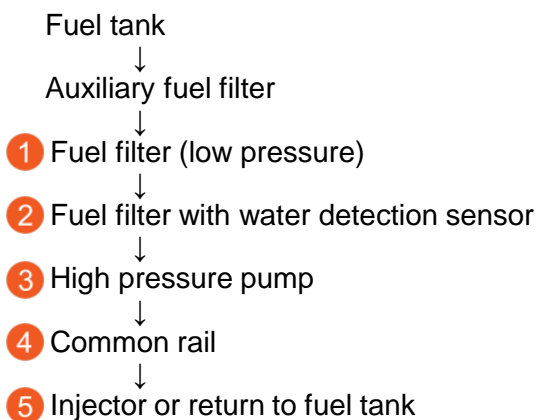 Fuel tank
↓
Auxiliary fuel filter
↓
1 Fuel filter (low pressure)
↓
2 Fuel filter with water detection sensor
↓
3 High pressure pump
↓
4 Common rail
↓
5 Injector or return to fuel tank